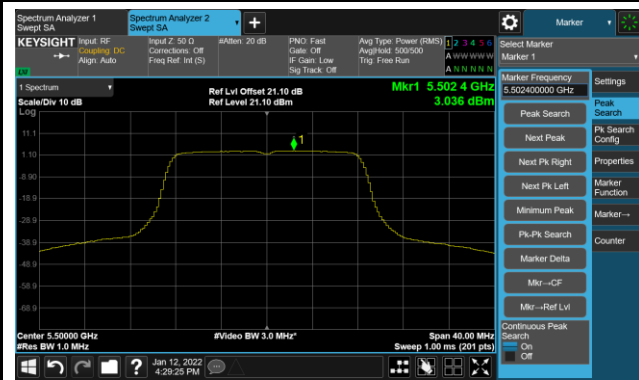 Spectrum Analyzer 1
Swept SA
Spectrum Analyzer 2
Swept SA
Marker
KEYSIGHT
Input: RF
Coupling: DC
Align: Auto
Input Z: 50 Ω
Corrections: Off
Freq Ref: Int (S)
#Atten: 20 dB
PNO: Fast
Gate: Off
IF Gain: Low
Sig Track: Off
Avg Type: Power (RMS)
Avg|Hold: 500/500
Trig: Free Run
1 2 3 4 5 6
A W W W W W
A N N N N N
Select Marker
Marker 1
1 Spectrum
Scale/Div 10 dB
Log
Ref Lvl Offset 21.10 dB
Ref Level 21.10 dBm
Mkr1 5.502 4 GHz
3.036 dBm
11.1
1.10
-8.90
-18.9
-28.9
-38.9
-48.9
-58.9
-68.9
1
Center 5.50000 GHz
#Res BW 1.0 MHz
#Video BW 3.0 MHz*
Span 40.00 MHz
Sweep 1.00 ms (201 pts)
Marker Frequency
5.502400000 GHz
Peak Search
Next Peak
Next Pk Right
Next Pk Left
Minimum Peak
Pk-Pk Search
Marker Delta
Mkr→CF
Mkr→Ref Lvl
Continuous Peak
Search
On
Off
Settings
Peak
Search
Pk Search
Config
Properties
Marker
Function
Marker→
Counter
Jan 12, 2022
4:29:25 PM